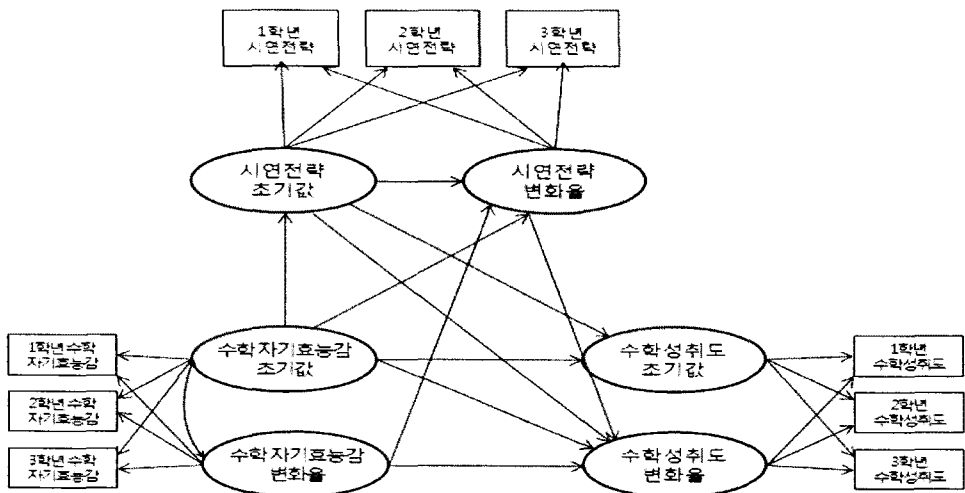 1학년
시연전략
2학년
시연전략
3학년
시연전략
시연전략
초기값
시연전략
변화율
1학년 수학
자기효능감
2학년 수학
자기효능감
3학년 수학
자기효능감
수학자기효능감
초기값
수학자기효능감
변화율
수학성취도
초기값
수학성취도
변화율
1학년
수학성취도
2학년
수학성취도
3학년
수학성취도